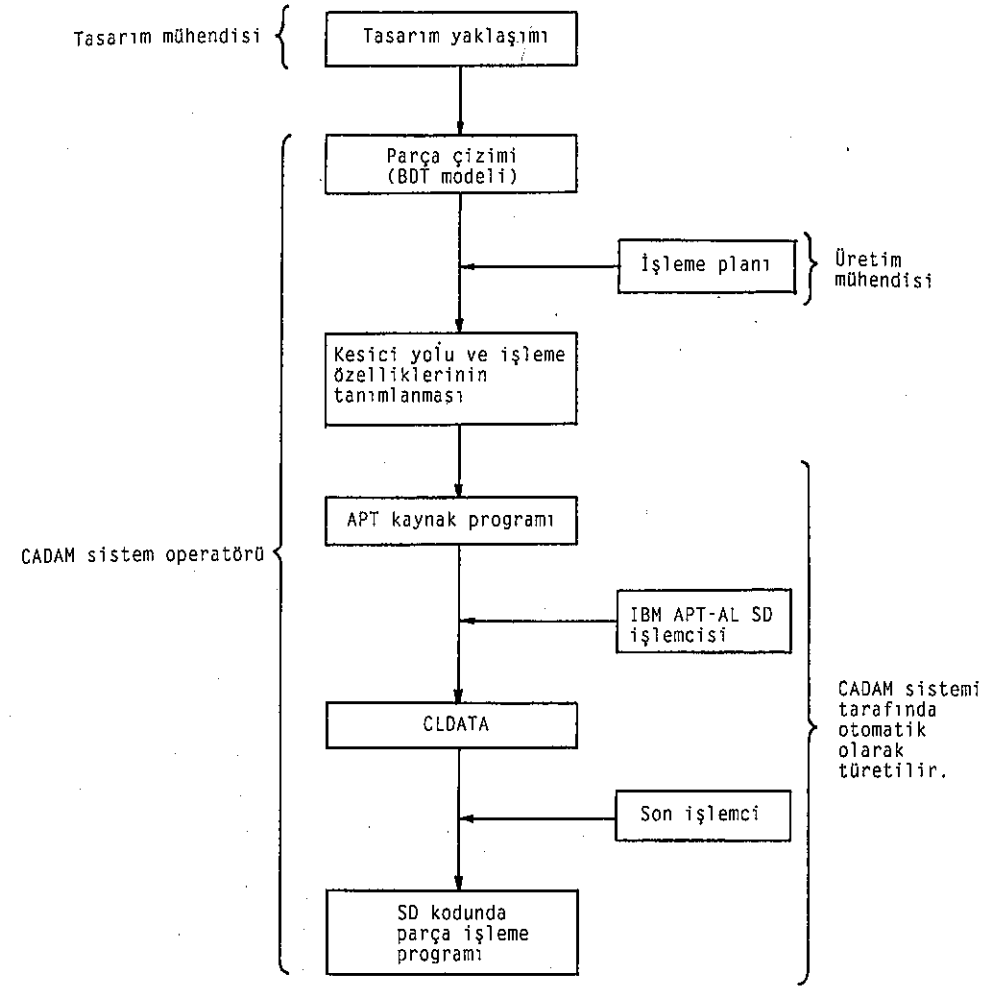 Tasarım mühendisi
Tasarım yaklaşımı
Parça çizimi
(BDT modeli)
İşleme planı
Üretim
mühendisi
Kesici yolu ve işleme
özelliklerinin
tanımlanması
APT kaynak programı
CADAM sistem operatörü
IBM APT-AL SD
işlemcisi
CLDATA
CADAM sistemi
tarafında
otomatik
olarak
türetilir.
Son işlemci
SD kodunda
parça işleme
programı